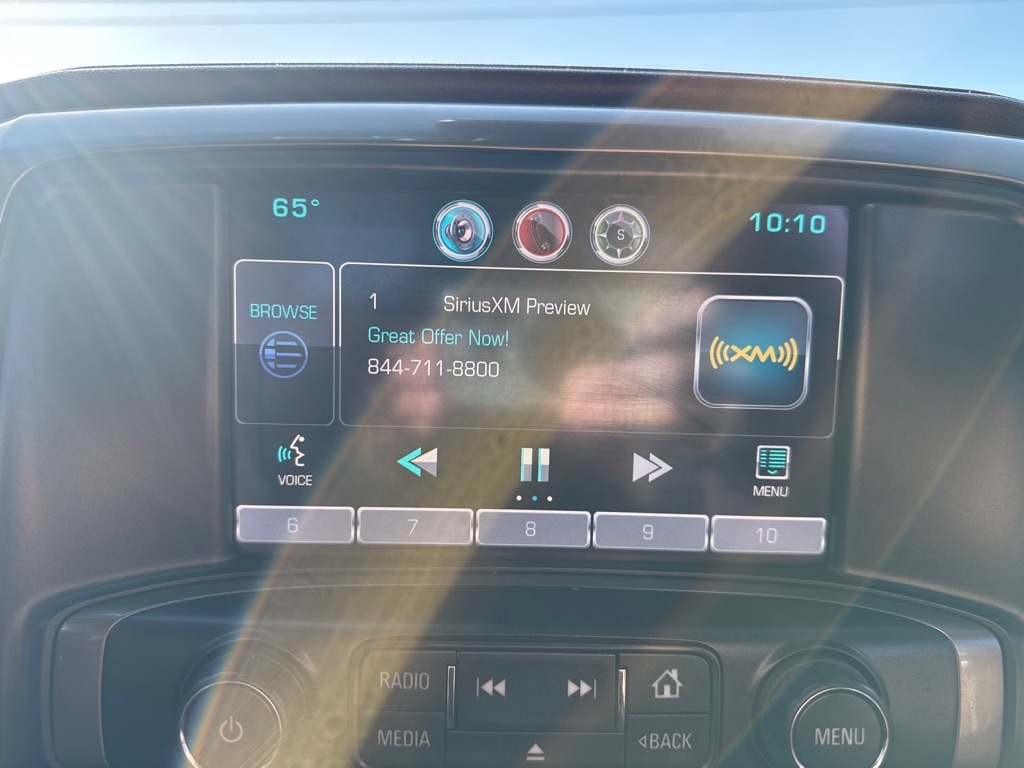 65°
S
10:10
BROWSE
1 SiriusXM Preview
Great Offer Now!
844-711-8800
((XM))
VOICE
MENU
6 7 8 9 10
RADIO
MEDIA
BACK
MENU